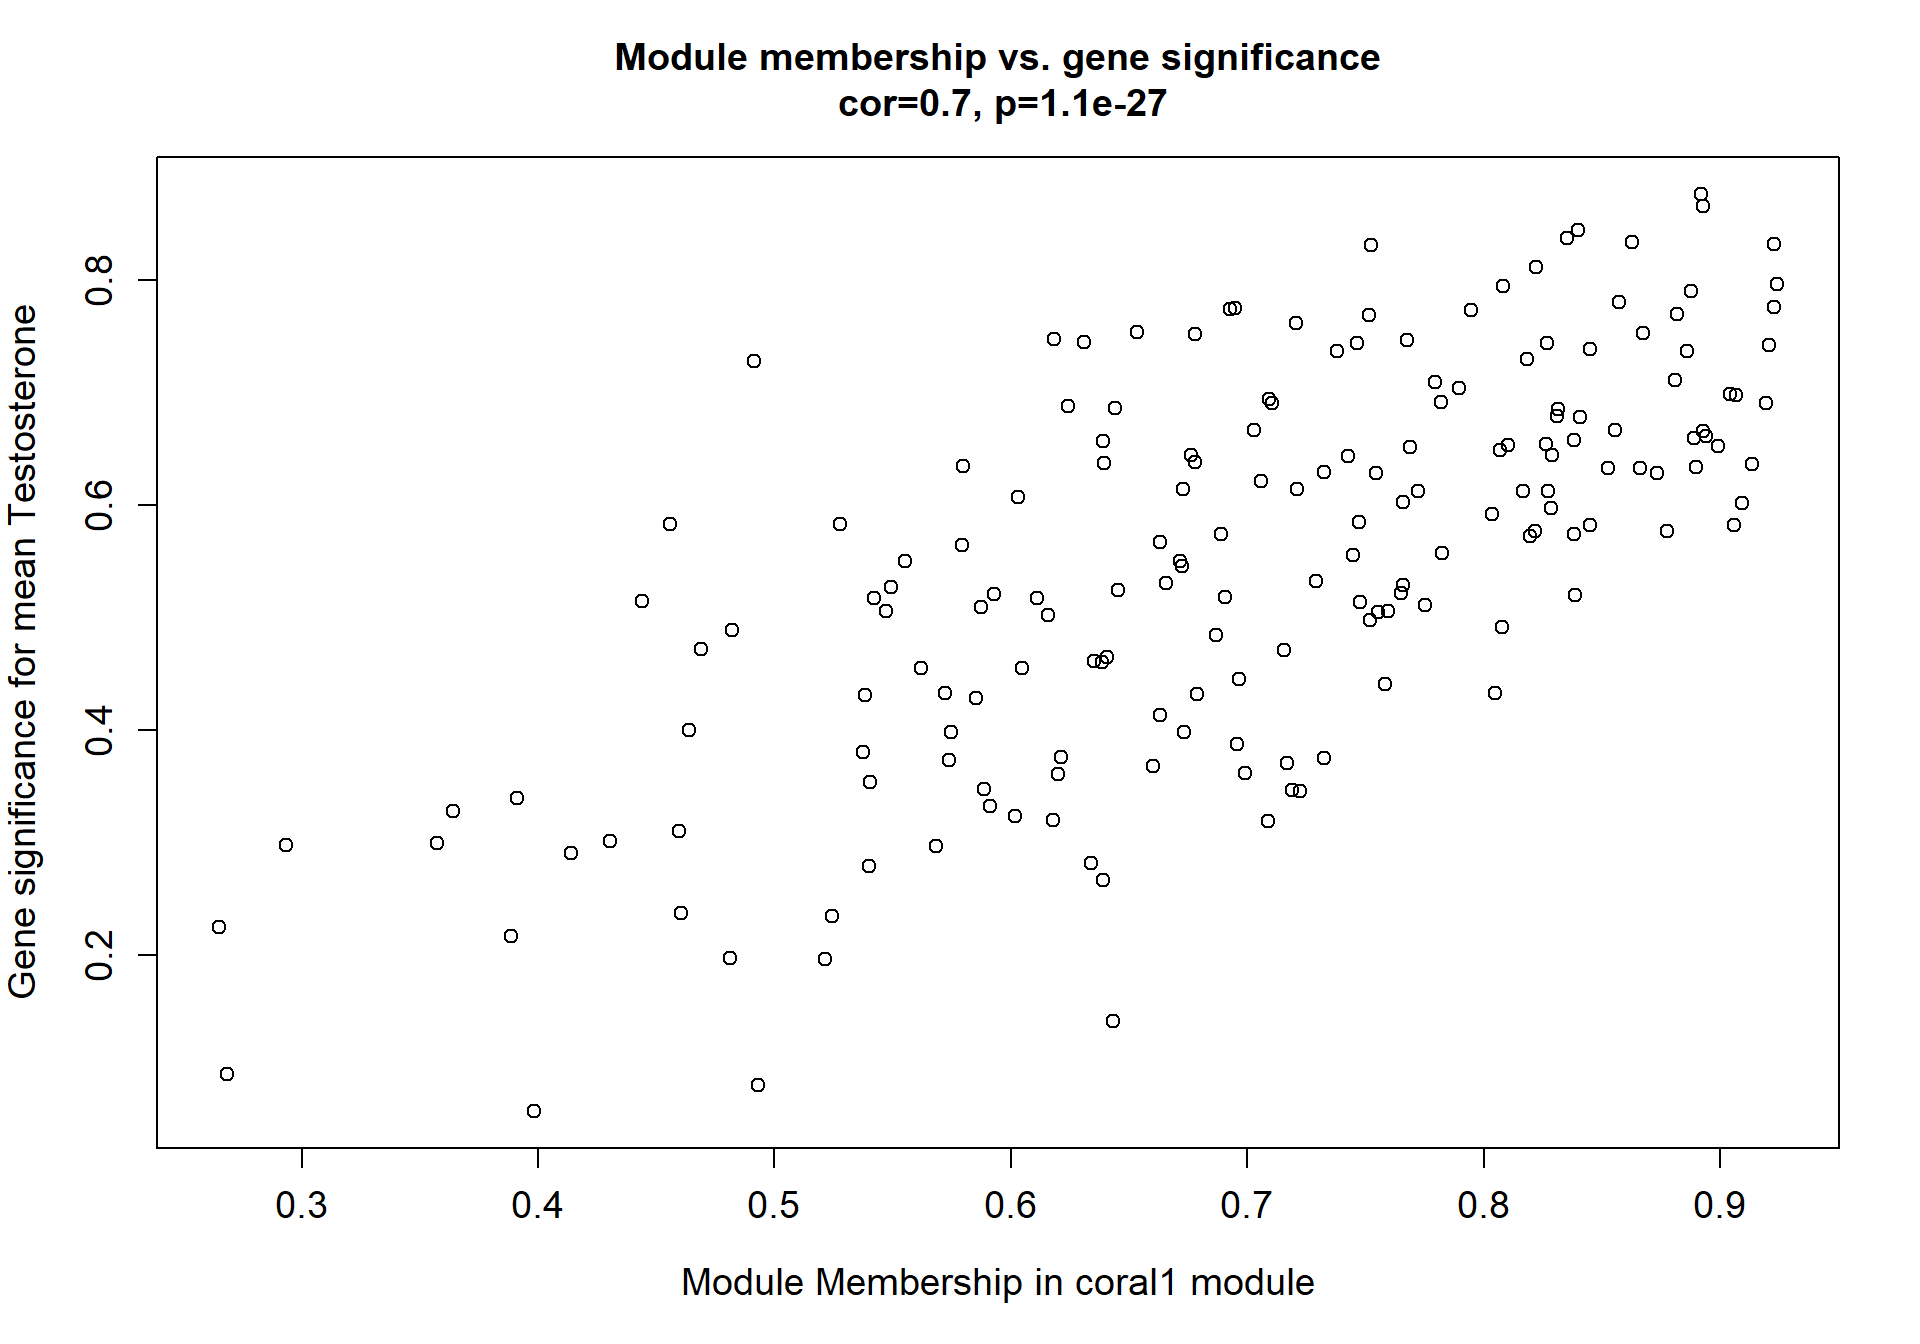 Module membership vs. gene significance
cor=0.7, p=1.1e-27
Gene significance for mean Testosterone
0.8
0.6
0.4
0.2
0.3 0.4 0.5 0.6 0.7 0.8 0.9
Module Membership in coral1 module